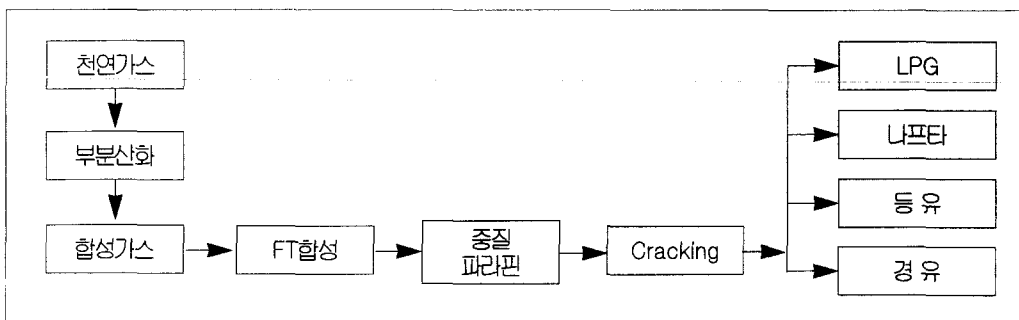 천연가스
부분산화
합성가스
FT합성
중질
파라핀
Cracking
LPG
나프타
등 유
경 유